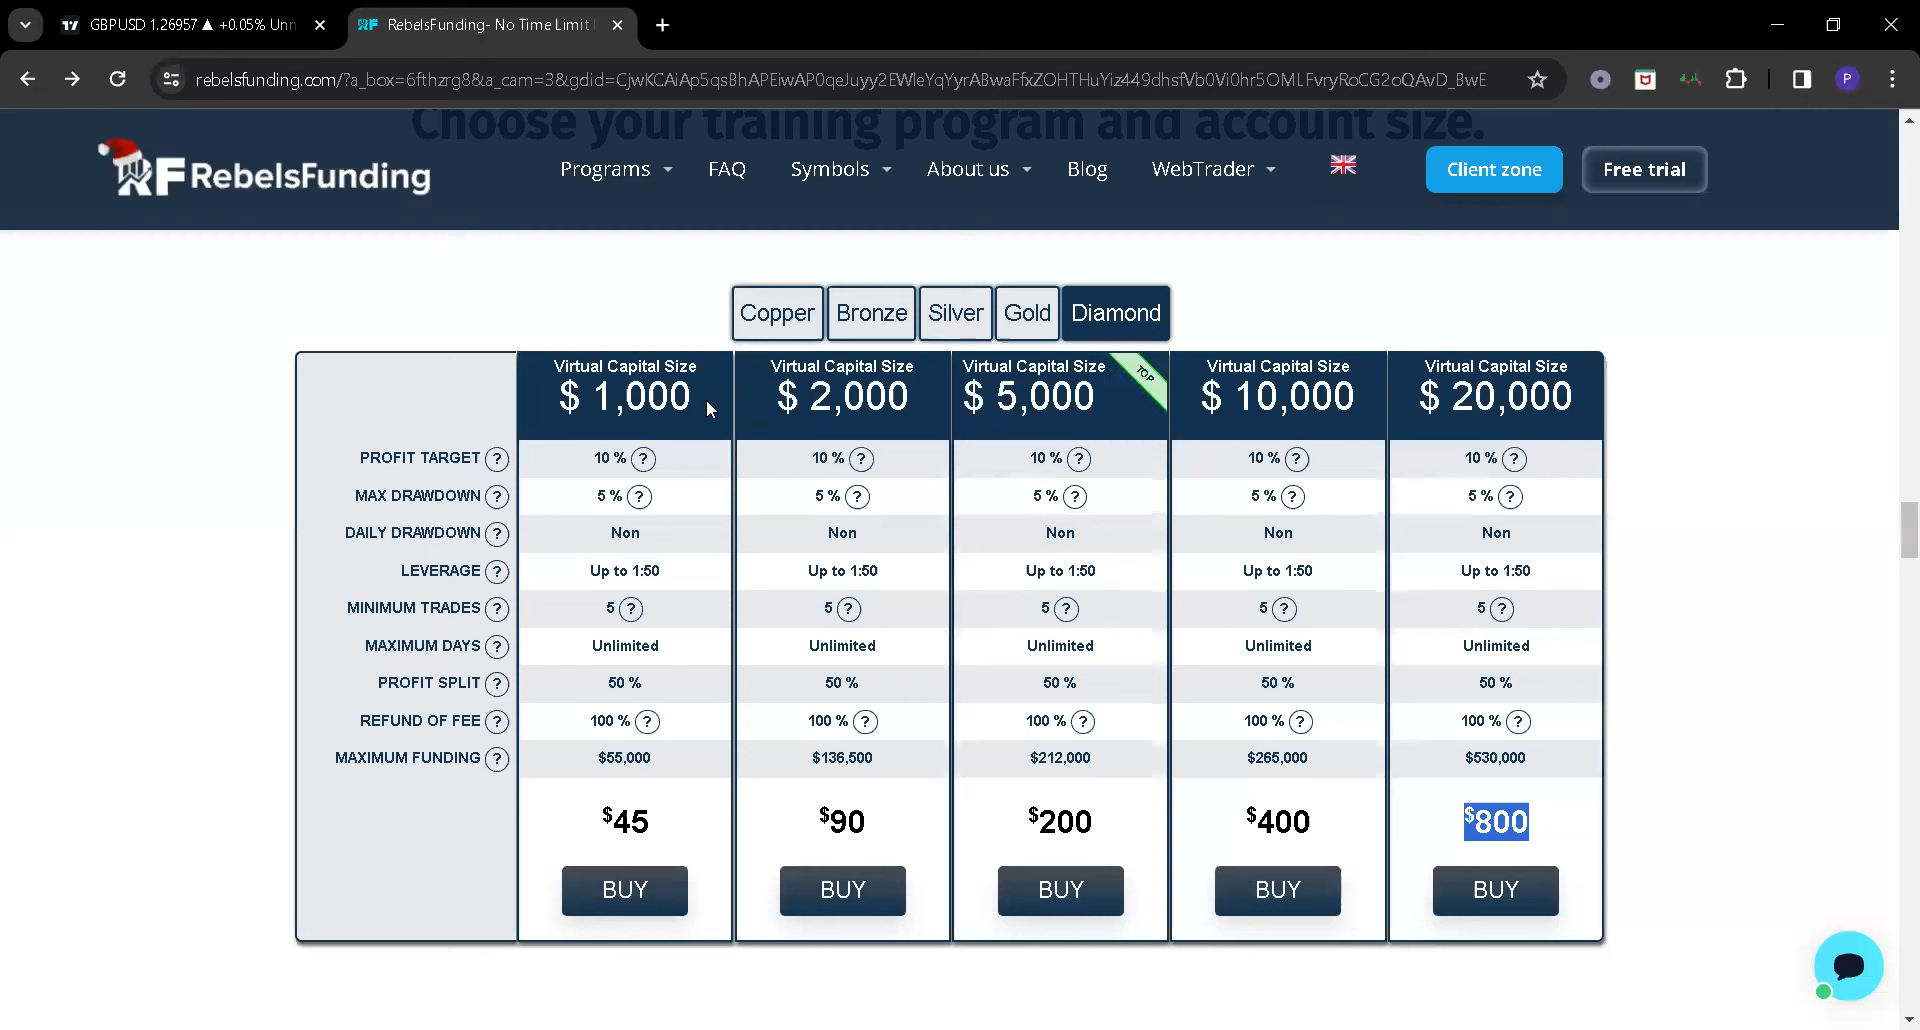 GBPUSD 1.26957 ▲ +0.05% Unn
RebelsFunding- No Time Limit
rebelsfunding.com/?a_box=6fthzrg8&a_cam=3&gdid=CjwKCAiAp5qsBhAPEiwAP0qeJuyy2EWleYqYyrABwaFfxZOHTHuYiz449dhsfVb0Vi0hr5OMLFvryRoCG2oQAvD_BwE
P
Choose your training program and account size.
RF RebelsFunding
Programs FAQ Symbols About us Blog WebTrader Client zone Free trial
Copper Bronze Silver Gold Diamond
Virtual Capital Size Virtual Capital Size Virtual Capital Size TOP Virtual Capital Size Virtual Capital Size
$ 1,000 $ 2,000 $ 5,000 $ 10,000 $ 20,000
PROFIT TARGET ? 10 % ? 10 % ? 10 % ? 10 % ? 10 % ?
MAX DRAWDOWN ? 5 % ? 5 % ? 5 % ? 5 % ? 5 % ?
DAILY DRAWDOWN ? Non Non Non Non Non
LEVERAGE ? Up to 1:50 Up to 1:50 Up to 1:50 Up to 1:50 Up to 1:50
MINIMUM TRADES ? 5 ? 5 ? 5 ? 5 ? 5 ?
MAXIMUM DAYS ? Unlimited Unlimited Unlimited Unlimited Unlimited
PROFIT SPLIT ? 50 % 50 % 50 % 50 % 50 %
REFUND OF FEE ? 100 % ? 100 % ? 100 % ? 100 % ? 100 % ?
MAXIMUM FUNDING ? $55,000 $136,500 $212,000 $265,000 $530,000
$45 $90 $200 $400 $800
BUY BUY BUY BUY BUY